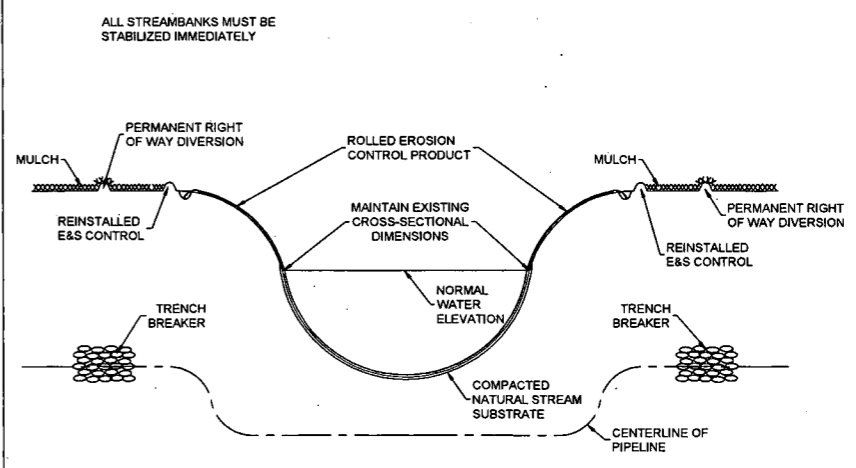 ALL STREAMBANKS MUST BE
STABILIZED IMMEDIATELY
PERMANENT RIGHT
OF WAY DIVERSION
MULCH
REINSTALLED
E&S CONTROL
ROLLED EROSION
CONTROL PRODUCT
MAINTAIN EXISTING
CROSS-SECTIONAL
DIMENSIONS
MULCH
PERMANENT RIGHT
OF WAY DIVERSION
REINSTALLED
E&S CONTROL
NORMAL
WATER
ELEVATION
TRENCH
BREAKER
TRENCH
BREAKER
COMPACTED
NATURAL STREAM
SUBSTRATE
CENTERLINE OF
PIPELINE